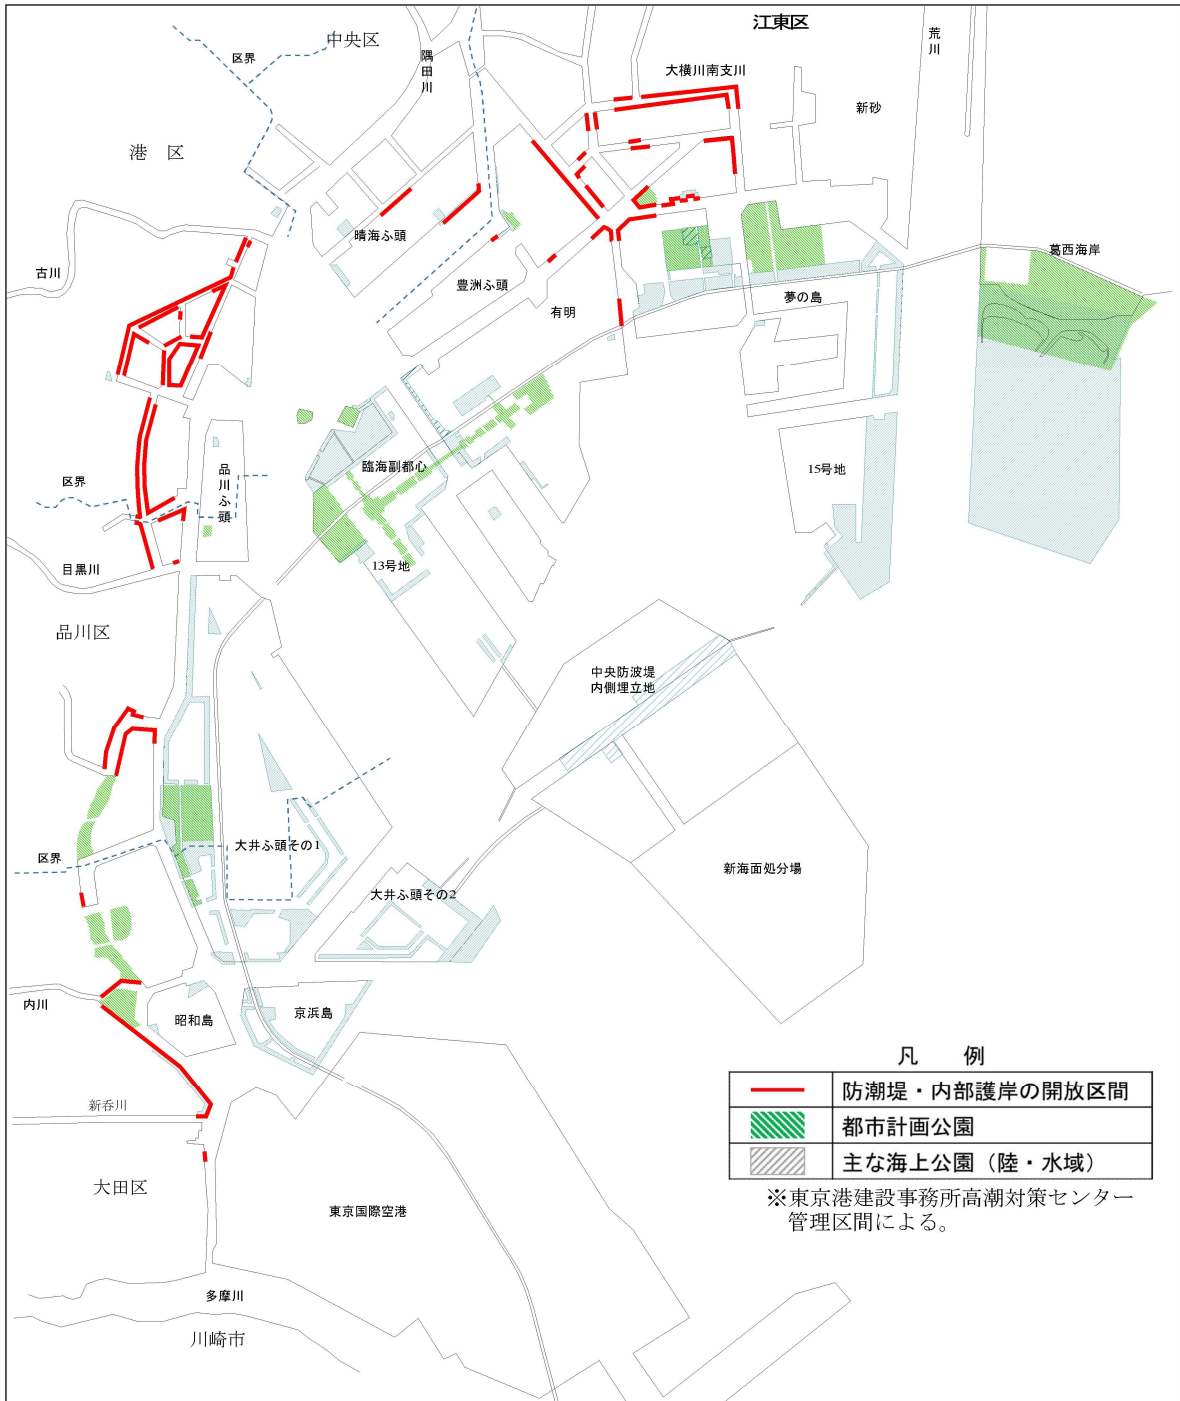 江東区
中央区
区界
隅田川
荒川
大横川南支川
新砂
港 区
晴海ふ頭
葛西海岸
古川
豊洲ふ頭
夢の島
有明
臨海副都心
15号地
品川ふ頭
区界
13号地
目黒川
品川区
中央防波堤
内側埋立地
大井ふ頭その1
区界
新海面処分場
大井ふ頭その2
内川
昭和島
京浜島
新呑川
大田区
東京国際空港
多摩川
川崎市
凡 例
防潮堤・内部護岸の開放区間
都市計画公園
主な海上公園（陸・水域）
※東京港建設事務所高潮対策センター
管理区間による。